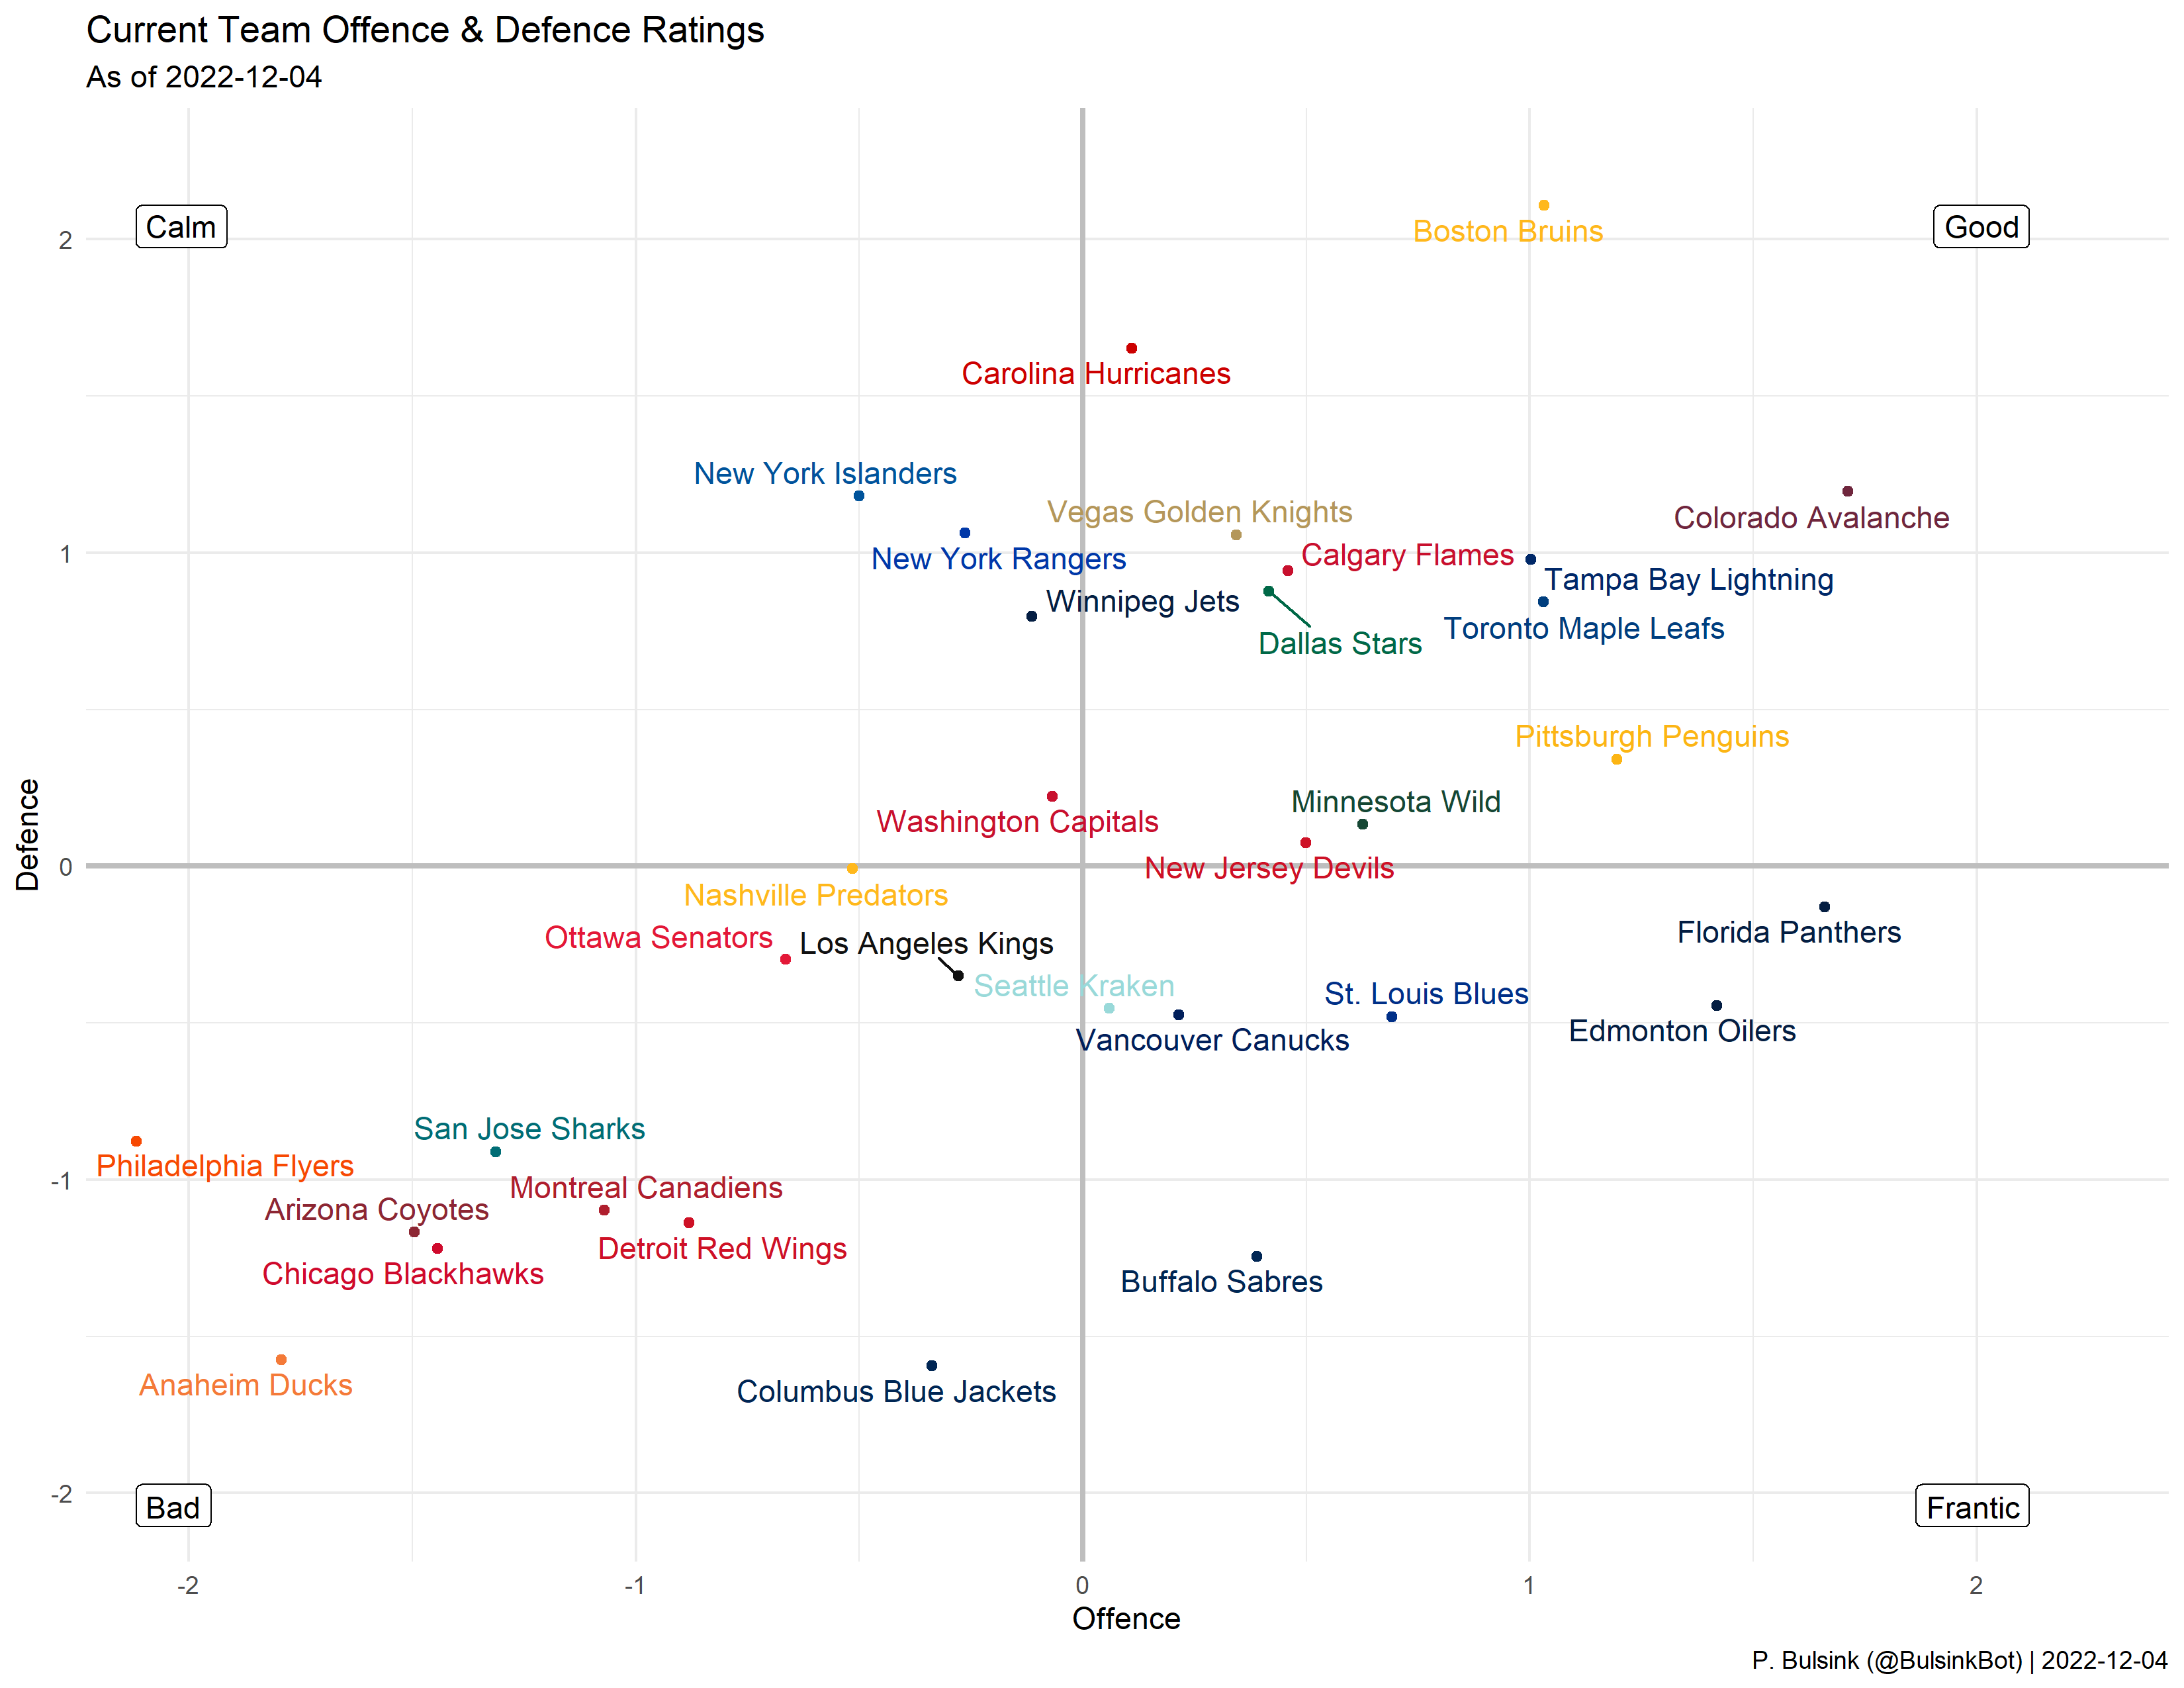 Current Team Offence & Defence Ratings
As of 2022-12-04
Calm
Good
2
Boston Bruins
Carolina Hurricanes
New York Islanders
Vegas Golden Knights
Colorado Avalanche
1
New York Rangers
Calgary Flames
Tampa Bay Lightning
Winnipeg Jets
Toronto Maple Leafs
Dallas Stars
Pittsburgh Penguins
Minnesota Wild
Washington Capitals
Defence
0
New Jersey Devils
Nashville Predators
Florida Panthers
Ottawa Senators
Los Angeles Kings
Seattle Kraken
St. Louis Blues
Edmonton Oilers
Vancouver Canucks
San Jose Sharks
Philadelphia Flyers
-1
Montreal Canadiens
Arizona Coyotes
Detroit Red Wings
Chicago Blackhawks
Buffalo Sabres
Anaheim Ducks
Columbus Blue Jackets
-2
Bad
Frantic
-2 -1 0 1 2
Offence
P. Bulsink (@BulsinkBot) | 2022-12-04